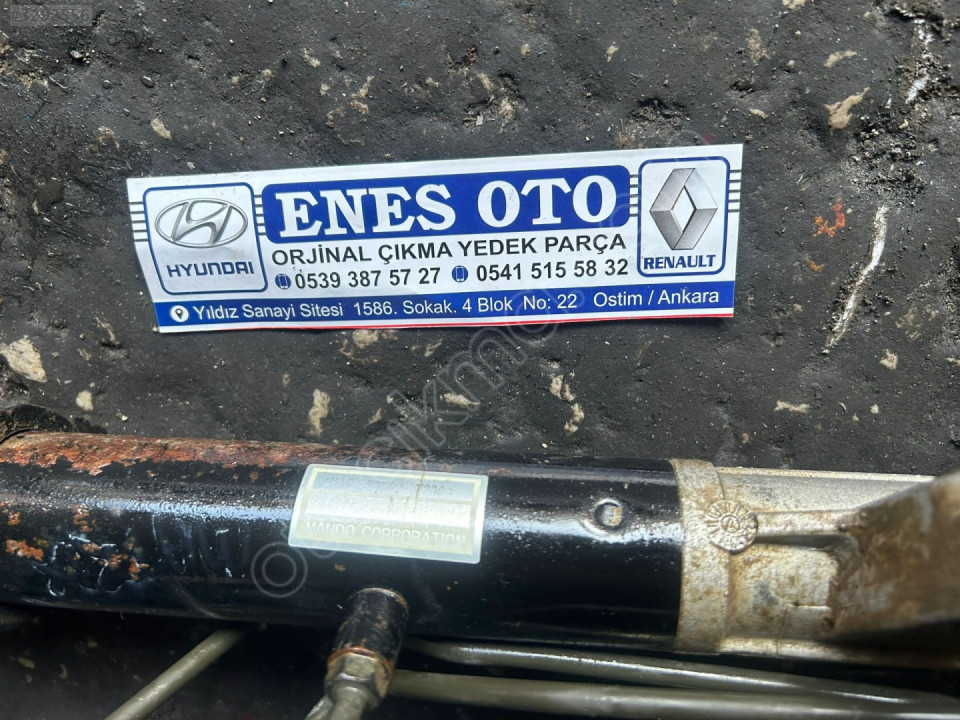 HYUNDAI
ENES OTO
ORJİNAL ÇIKMA YEDEK PARÇA
0539 387 57 27 0541 515 58 32
RENAULT
Yıldız Sanayi Sitesi 1586. Sokak. 4 Blok No: 22 Ostim / Ankara
MANDO CORPORATION